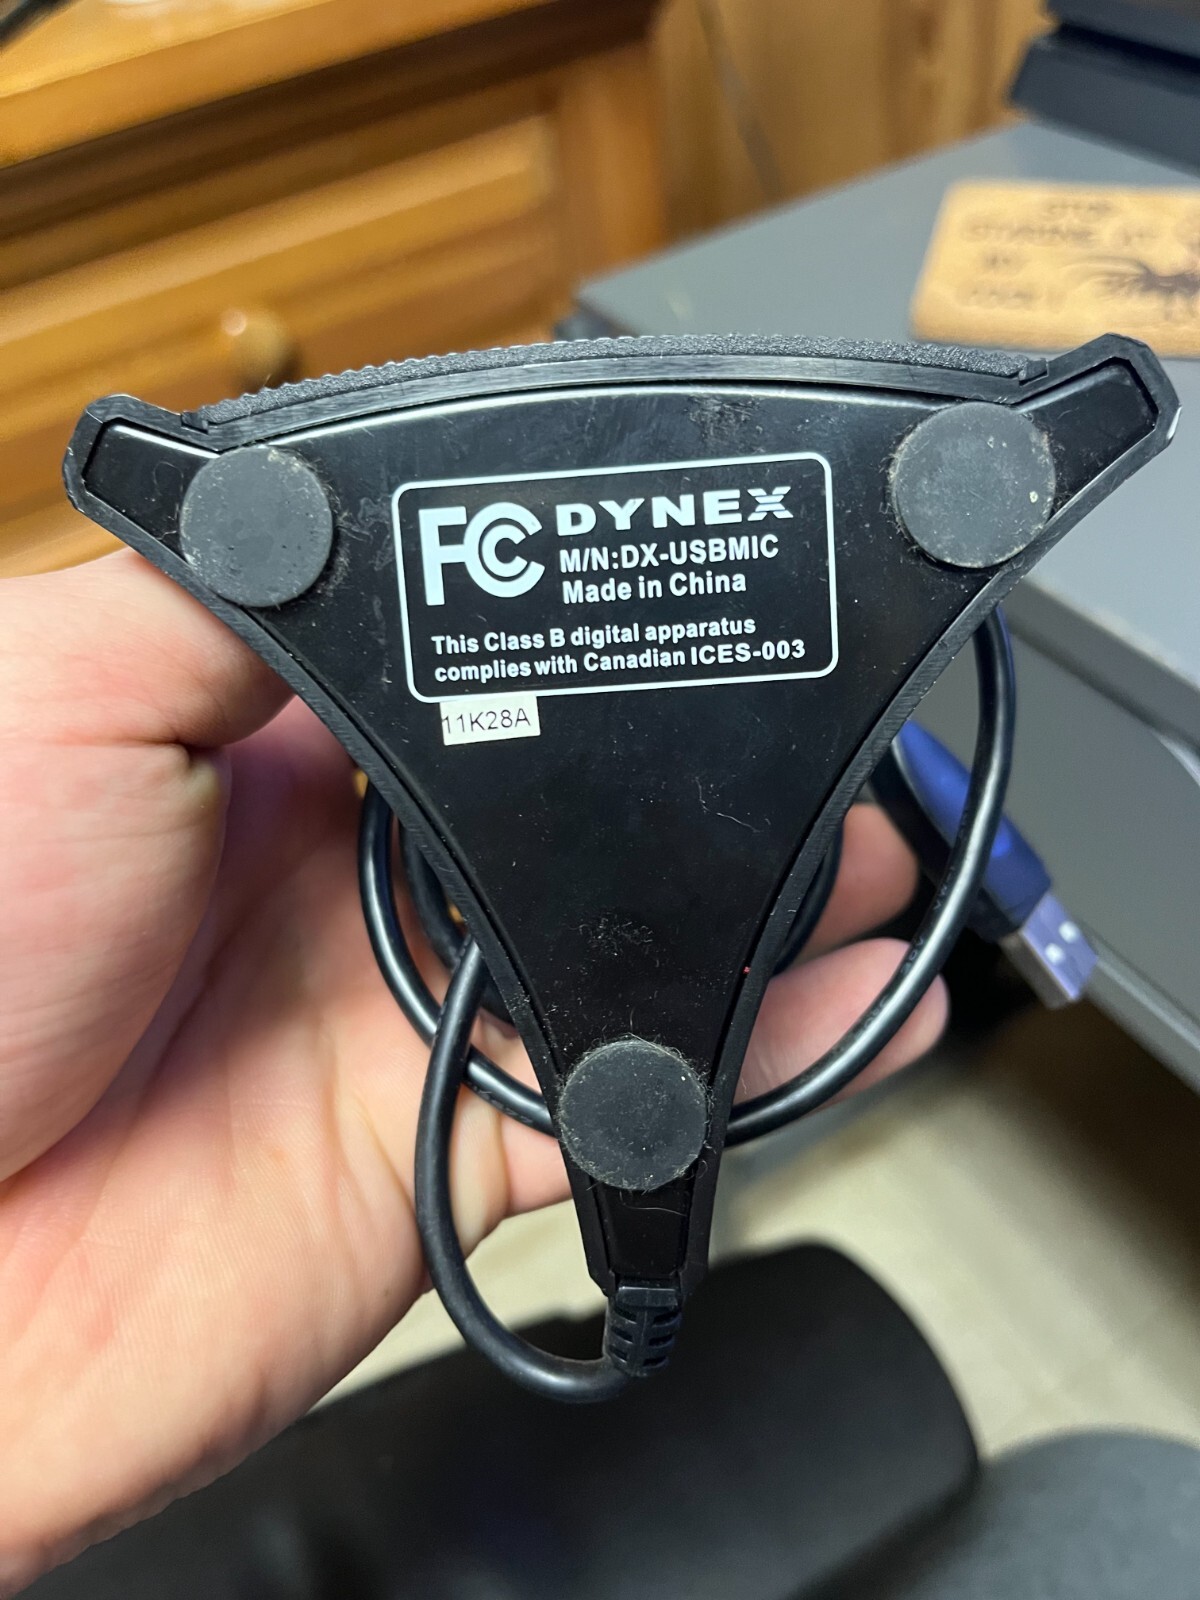 FC DYNEX
M/N:DX-USBMIC
Made in China
This Class B digital apparatus
complies with Canadian ICES-003
11K28A